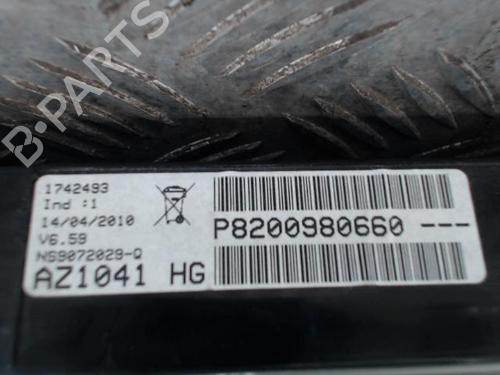 B-PARTS
1742493
Ind :1
14/04/2010
V6.59
NS9072029-Q
AZ1041 HG
P8200980660 ---